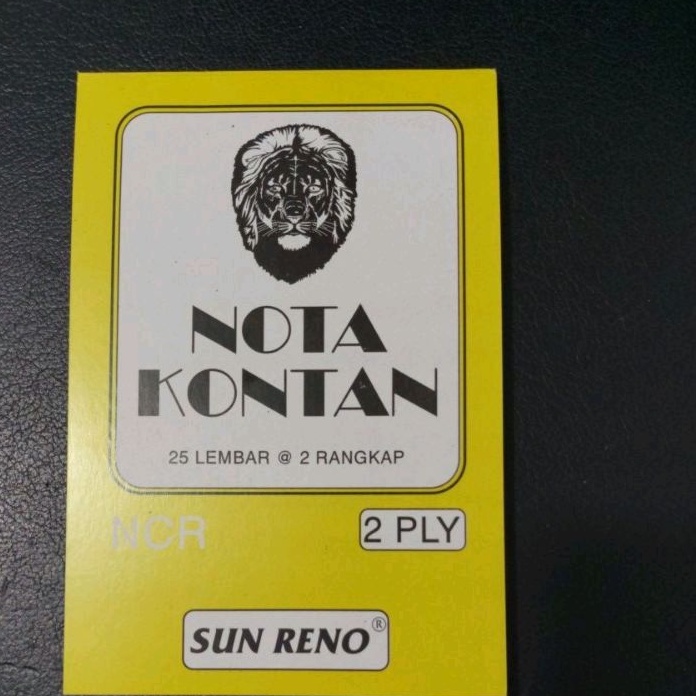 NOTA
KONTAN
25 LEMBAR @ 2 RANGKAP
NCR
2 PLY
SUN RENO®